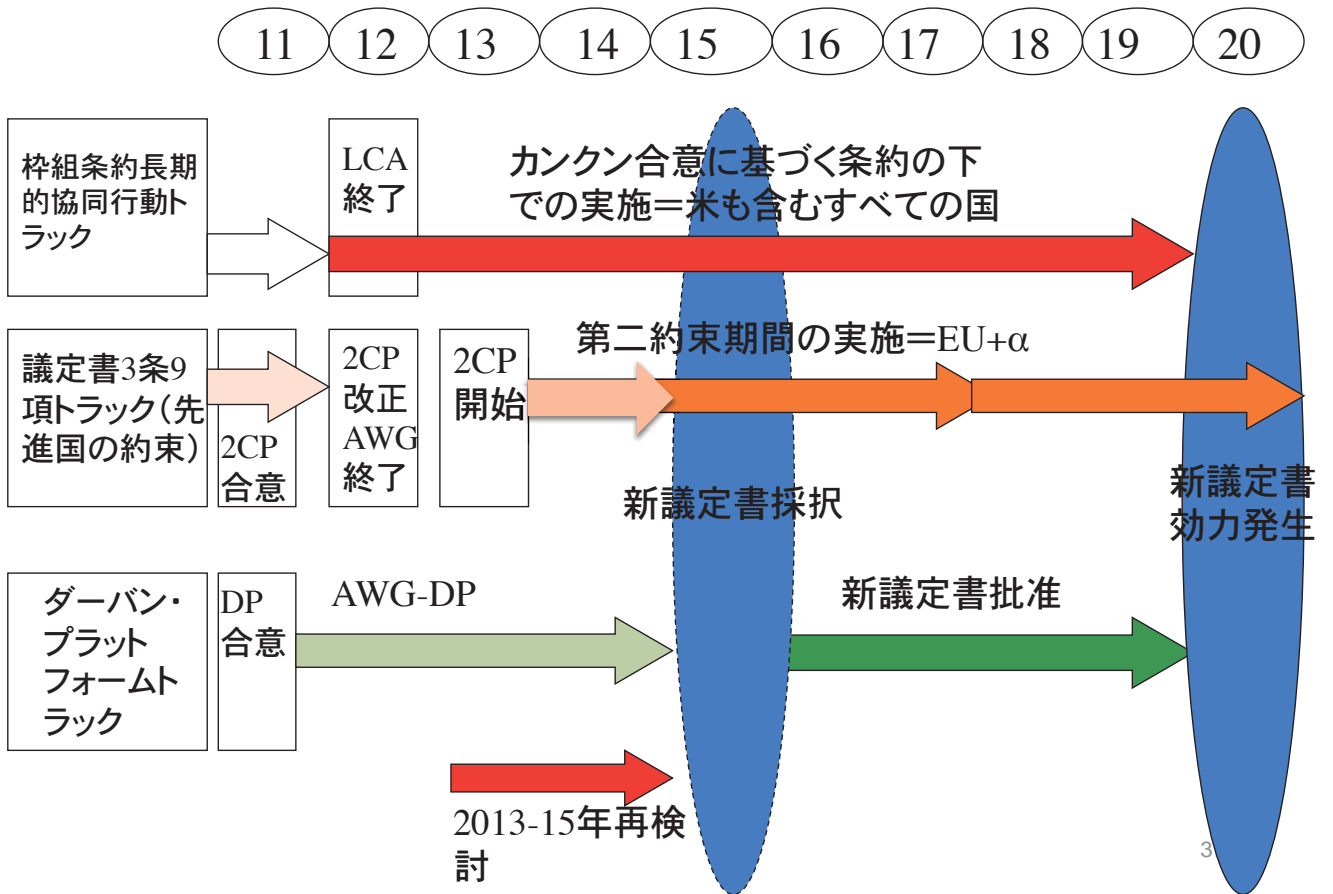 11 12 13 14 15 16 17 18 19 20
枠組条約長期
的協同行動ト
ラック
LCA
終了
カンクン合意に基づく条約の下
での実施=米も含むすべての国
議定書3条9
項トラック(先
進国の約束)
2CP
合意
2CP
改正
AWG
終了
2CP
開始
第二約束期間の実施=EU+α
新議定書採択
新議定書
効力発生
ダーバン・
プラット
フォームト
ラック
DP
合意
AWG-DP
新議定書批准
2013-15年再検
討
3